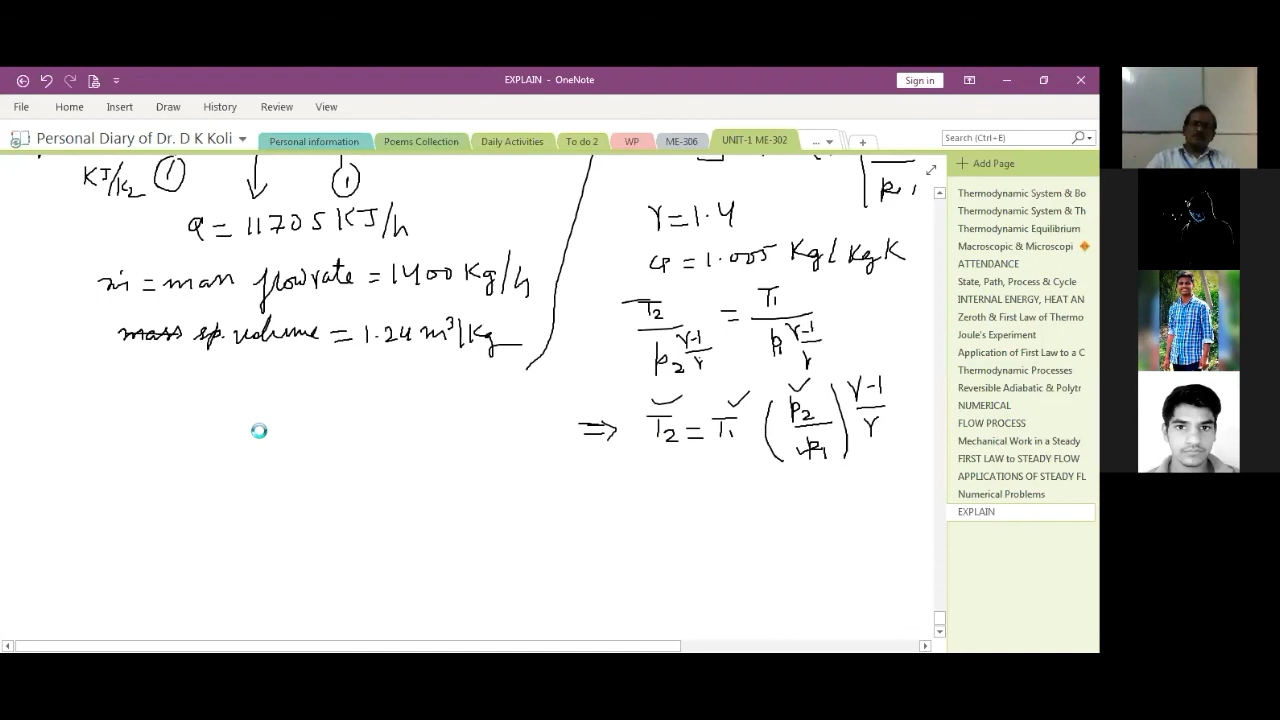 EXPLAIN - OneNote
Sign in
File Home Insert Draw History Review View
Personal Diary of Dr. D K Koli
Personal information Poems Collection Daily Activities To do 2 WP ME-306 UNIT-1 ME-302 ...
Search (Ctrl+E)
Add Page
Thermodynamic System & Bo
Thermodynamic System & Th
Thermodynamic Equilibrium
Macroscopic & Microscopi
ATTENDANCE
State, Path, Process & Cycle
INTERNAL ENERGY, HEAT AN
Zeroth & First Law of Thermo
Joule's Experiment
Application of First Law to a C
Thermodynamic Processes
Reversible Adiabatic & Polytr
NUMERICAL
FLOW PROCESS
Mechanical Work in a Steady
FIRST LAW to STEADY FLOW
APPLICATIONS OF STEADY FL
Numerical Problems
EXPLAIN
KJ/ 1 1
Q = 11705 KJ/h
ṁ = mass flow rate = 1400 Kg/h
mass sp. volume = 1.24 m³/Kg
p1
γ = 1.4
cp = 1.005 Kg/KgK
T2 / p2^(γ-1/γ) = T1 / p1^(γ-1/γ)
⇒ T2 = T1 (p2/p1)^(γ-1/γ)